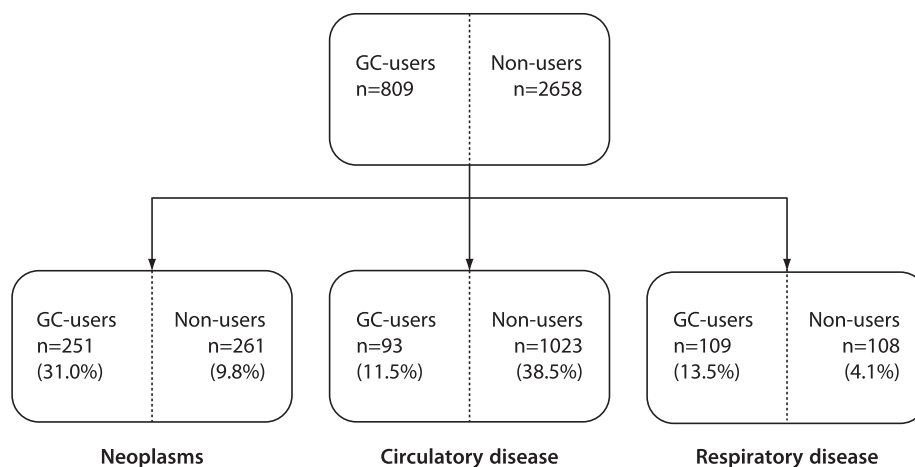 GC-users Non-users
n=809 n=2658
GC-users Non-users
n=251 n=261
(31.0%) (9.8%)
GC-users Non-users
n=93 n=1023
(11.5%) (38.5%)
GC-users Non-users
n=109 n=108
(13.5%) (4.1%)
Neoplasms
Circulatory disease
Respiratory disease